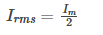 I_{rms} = \frac{I_m}{2}